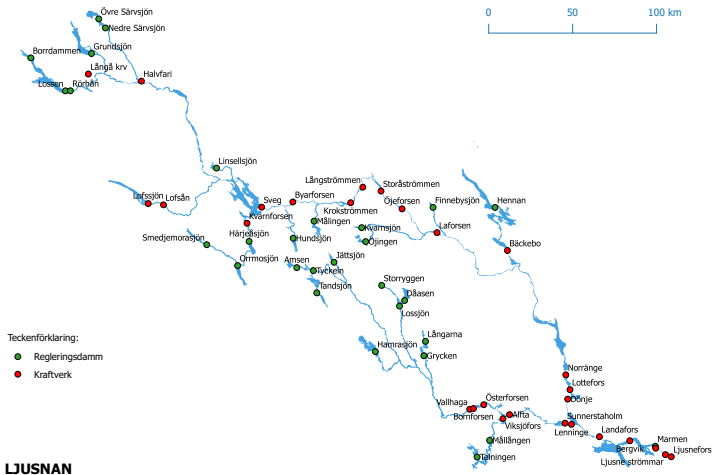 Övre Särvsjön
Nedre Särvsjön
0 50 100 km
Borrdammen
Grundsjön
Långå krv
Halvfari
Lossen
Rörhån
Linsellsjön
Långströmmen
Storåströmmen
Lofssjön
Lofsån
Sveg
Byarforsen
Krokströmmen
Öjeforsen
Finnebysjön
Hennan
Kvarnforsen
Målingen
Kvarnsjön
Laforsen
Smedjemorasjön
Härjeåsjön
Hundsjön
Öjingen
Bäckebo
Orrmosjön
Amsen
Jättsjön
Tyckeln
Tandsjön
Storryggen
Dåasen
Lossjön
Teckenförklaring:
Regleringsdamm
Kraftverk
Hamrasjön
Långarna
Grycken
Norränge
Lottefors
Dönje
Vallhaga
Österforsen
Bornforsen
Alfta
Viksjöfors
Sunnerstaholm
Lenninge
Landafors
Mållången
Bergvik
Marmen
Ljusnefors
Ljusne strömmar
Telningen
LJUSNAN